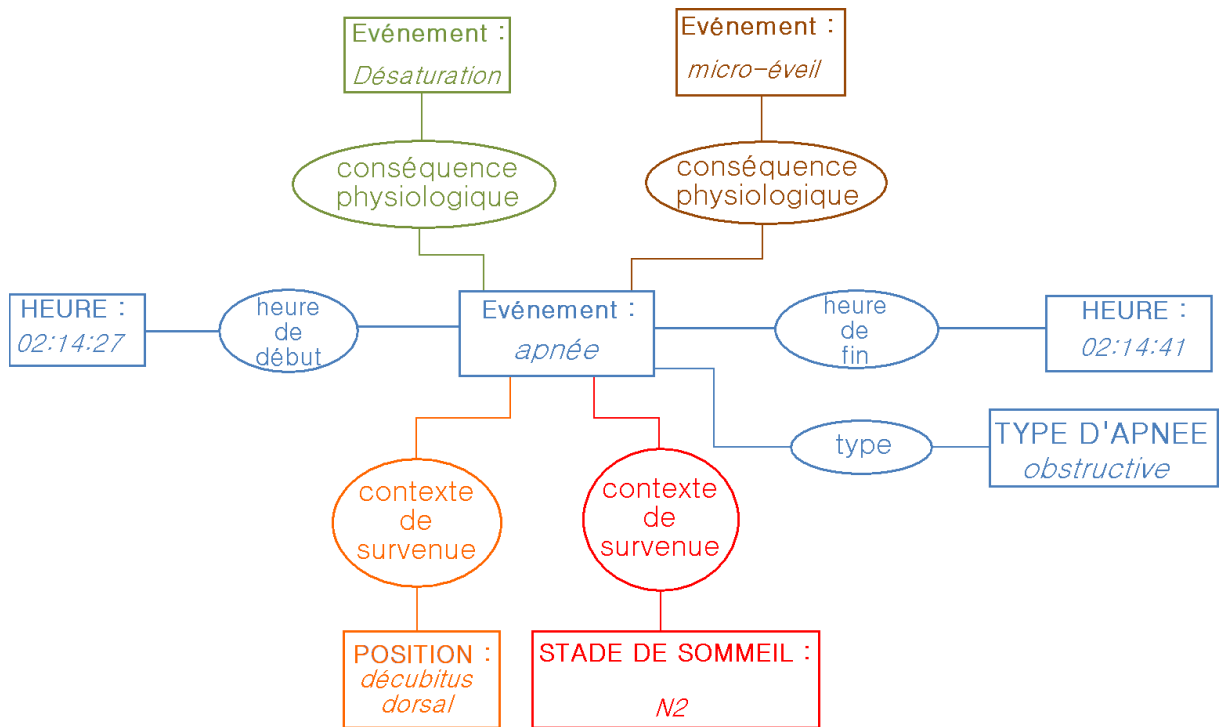 Evénement :
Désaturation
Evénement :
micro-éveil
conséquence
physiologique
conséquence
physiologique
HEURE :
02:14:27
heure
de
début
Evénement :
apnée
heure
de
fin
HEURE :
02:14:41
type
TYPE D'APNEE
obstructive
contexte
de
survenue
contexte
de
survenue
POSITION :
décubitus
dorsal
STADE DE SOMMEIL :
N2